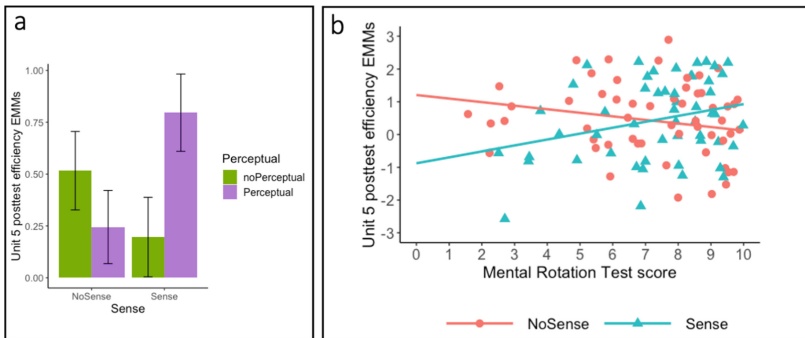 a
Unit 5 posttest efficiency EMMs
1.00
0.75
0.50
0.25
0.00
NoSense
Sense
Sense
Perceptual
noPerceptual
Perceptual
b
Unit 5 posttest efficiency EMMs
3
2
1
0
-1
-2
-3
0 1 2 3 4 5 6 7 8 9 10
Mental Rotation Test score
NoSense
Sense